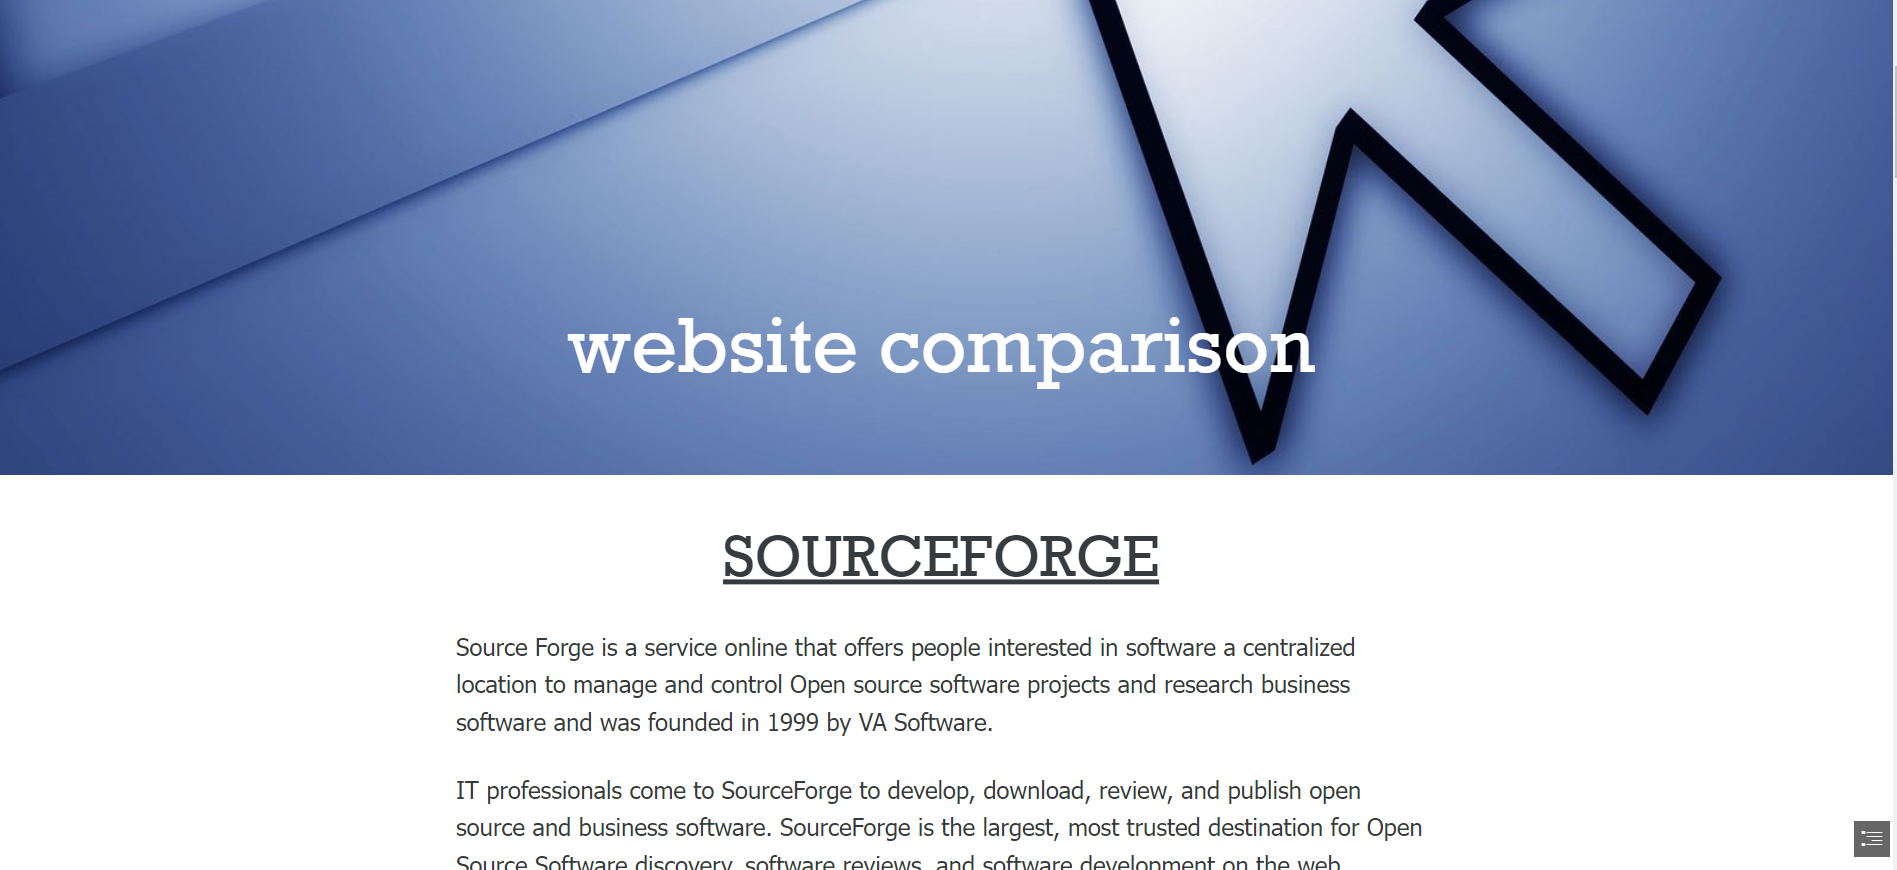 website comparison
SOURCEFORGE
Source Forge is a service online that offers people interested in software a centralized
location to manage and control Open source software projects and research business
software and was founded in 1999 by VA Software.
IT professionals come to SourceForge to develop, download, review, and publish open
source and business software. SourceForge is the largest, most trusted destination for Open
Source Software discovery, software reviews, and software development on the web.